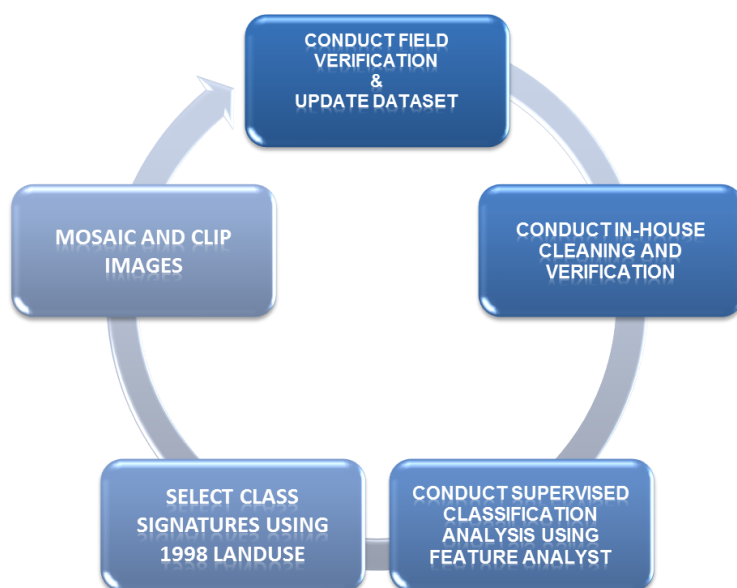 CONDUCT FIELD
VERIFICATION
&
UPDATE DATASET
CONDUCT IN-HOUSE
CLEANING AND
VERIFICATION
CONDUCT SUPERVISED
CLASSIFICATION
ANALYSIS USING
FEATURE ANALYST
SELECT CLASS
SIGNATURES USING
1998 LANDUSE
MOSAIC AND CLIP
IMAGES